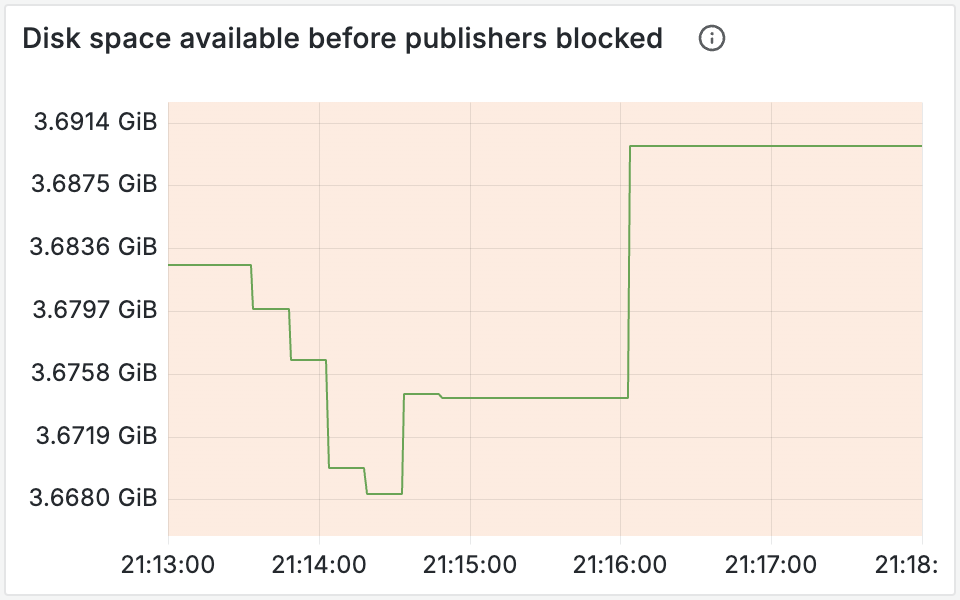 Disk space available before publishers blocked
3.6914 GiB
3.6875 GiB
3.6836 GiB
3.6797 GiB
3.6758 GiB
3.6719 GiB
3.6680 GiB
21:13:00 21:14:00 21:15:00 21:16:00 21:17:00 21:18: